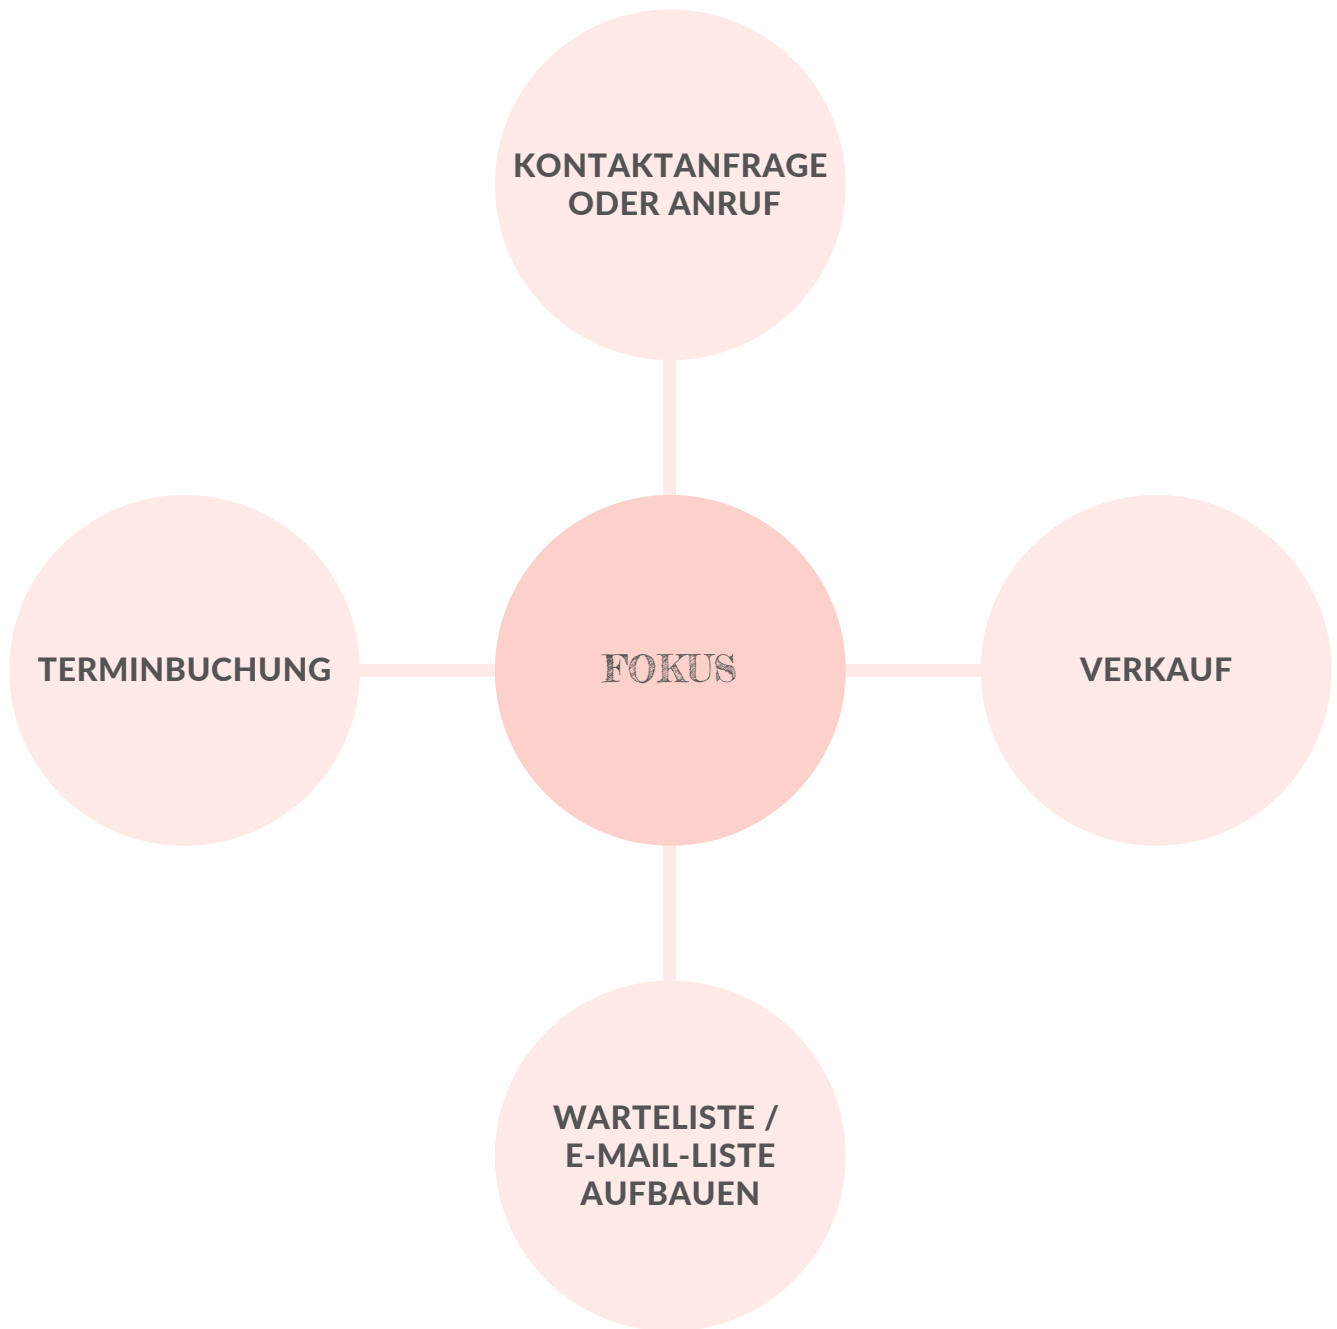 KONTAKTANFRAGE
ODER ANRUF
TERMINBUCHUNG
FOKUS
VERKAUF
WARTELISTE /
E-MAIL-LISTE
AUFBAUEN